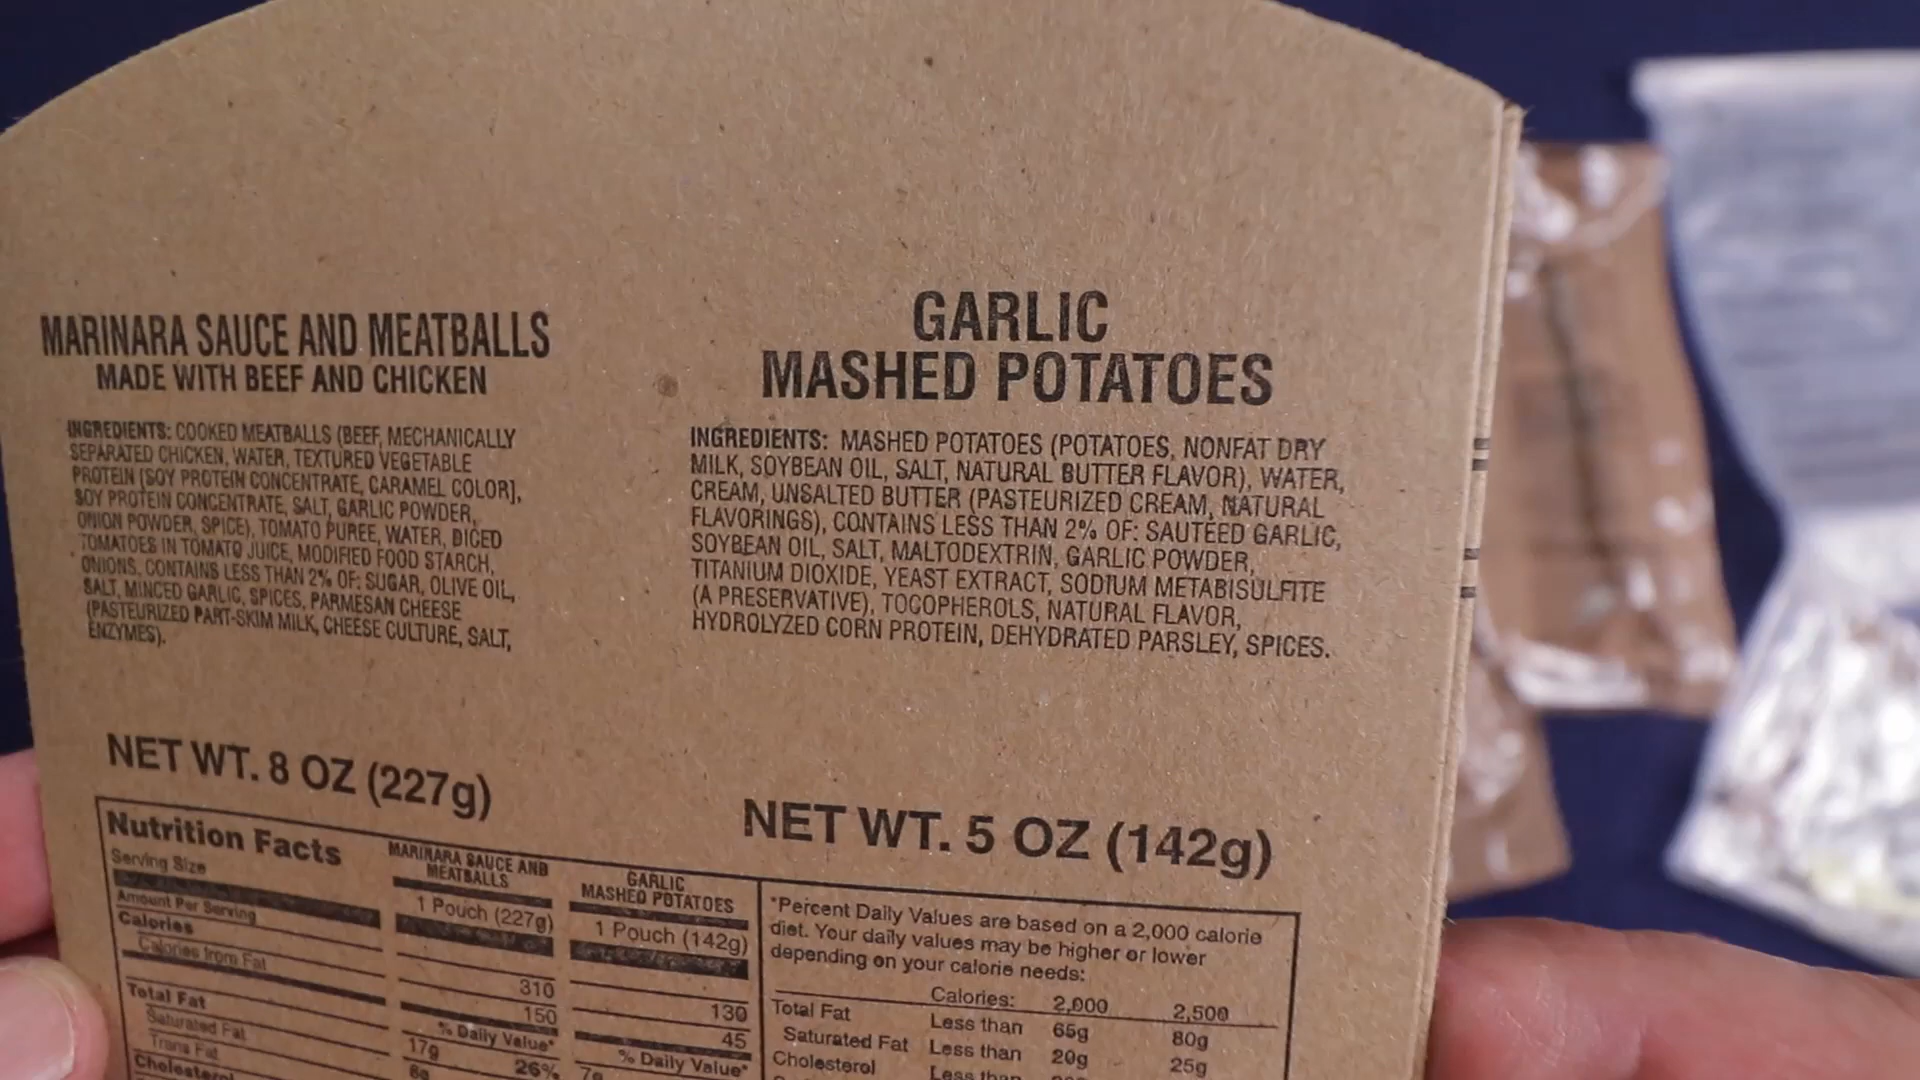 MARINARA SAUCE AND MEATBALLS
MADE WITH BEEF AND CHICKEN
INGREDIENTS: COOKED MEATBALLS (BEEF, MECHANICALLY
SEPARATED CHICKEN, WATER, TEXTURED VEGETABLE
PROTEIN [SOY PROTEIN CONCENTRATE, CARAMEL COLOR],
SOY PROTEIN CONCENTRATE, SALT, GARLIC POWDER,
ONION POWDER, SPICE), TOMATO PUREE, WATER, DICED
TOMATOES IN TOMATO JUICE, MODIFIED FOOD STARCH,
ONIONS, CONTAINS LESS THAN 2% OF: SUGAR, OLIVE OIL,
SALT, MINCED GARLIC, SPICES, PARMESAN CHEESE
(PASTEURIZED PART-SKIM MILK, CHEESE CULTURE, SALT,
ENZYMES).
NET WT. 8 OZ (227g)
GARLIC
MASHED POTATOES
INGREDIENTS: MASHED POTATOES (POTATOES, NONFAT DRY
MILK, SOYBEAN OIL, SALT, NATURAL BUTTER FLAVOR), WATER,
CREAM, UNSALTED BUTTER (PASTEURIZED CREAM, NATURAL
FLAVORINGS), CONTAINS LESS THAN 2% OF: SAUTÉED GARLIC,
SOYBEAN OIL, SALT, MALTODEXTRIN, GARLIC POWDER,
TITANIUM DIOXIDE, YEAST EXTRACT, SODIUM METABISULFITE
(A PRESERVATIVE), TOCOPHEROLS, NATURAL FLAVOR,
HYDROLYZED CORN PROTEIN, DEHYDRATED PARSLEY, SPICES.
NET WT. 5 OZ (142g)
Nutrition Facts
MARINARA SAUCE AND
MEATBALLS
GARLIC
MASHED POTATOES
Serving Size 1 Pouch (227g) 1 Pouch (142g)
Amount Per Serving
Calories 310 130
Calories from Fat 150 45
% Daily Value* % Daily Value*
Total Fat 17g 26% 7g
Saturated Fat 8g
Trans Fat
Cholesterol
*Percent Daily Values are based on a 2,000 calorie
diet. Your daily values may be higher or lower
depending on your calorie needs:
Calories: 2,000 2,500
Total Fat Less than 65g 80g
Saturated Fat Less than 20g 25g
Cholesterol Less than